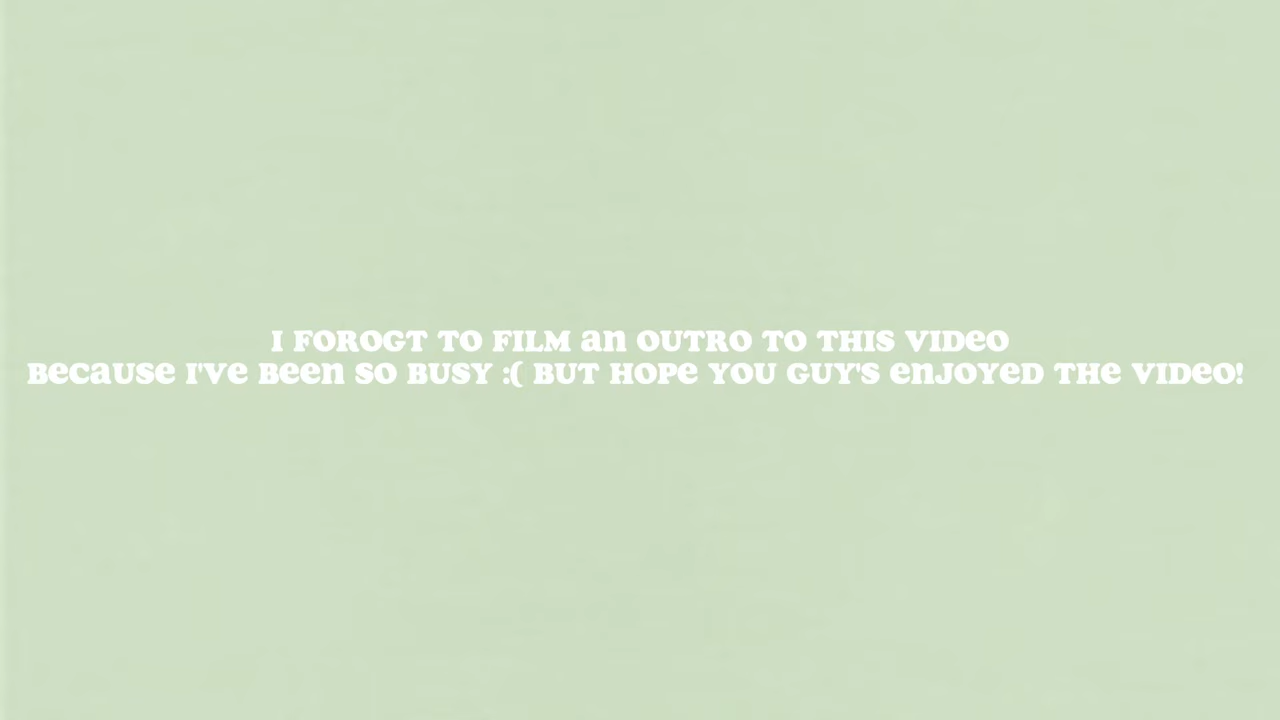 I FOROGT TO FILM an OUTRO TO THIS VIDeO
BecaUSe I'Ve Been SO BUSY :( BUT HOPe YOU GUY'S enJOYeD THe VIDeO!